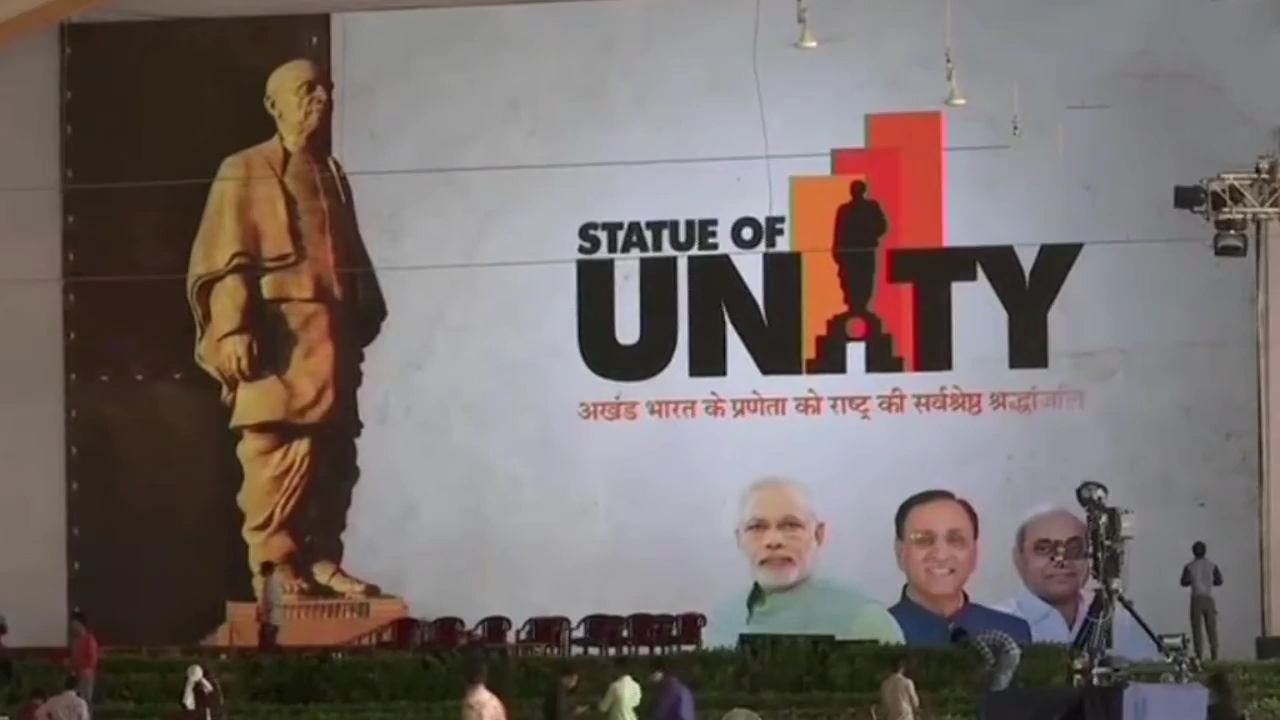 STATUE OF
UNITY
अखंड भारत के प्रणेता को राष्ट्र की सर्वश्रेष्ठ श्रद्धांजलि